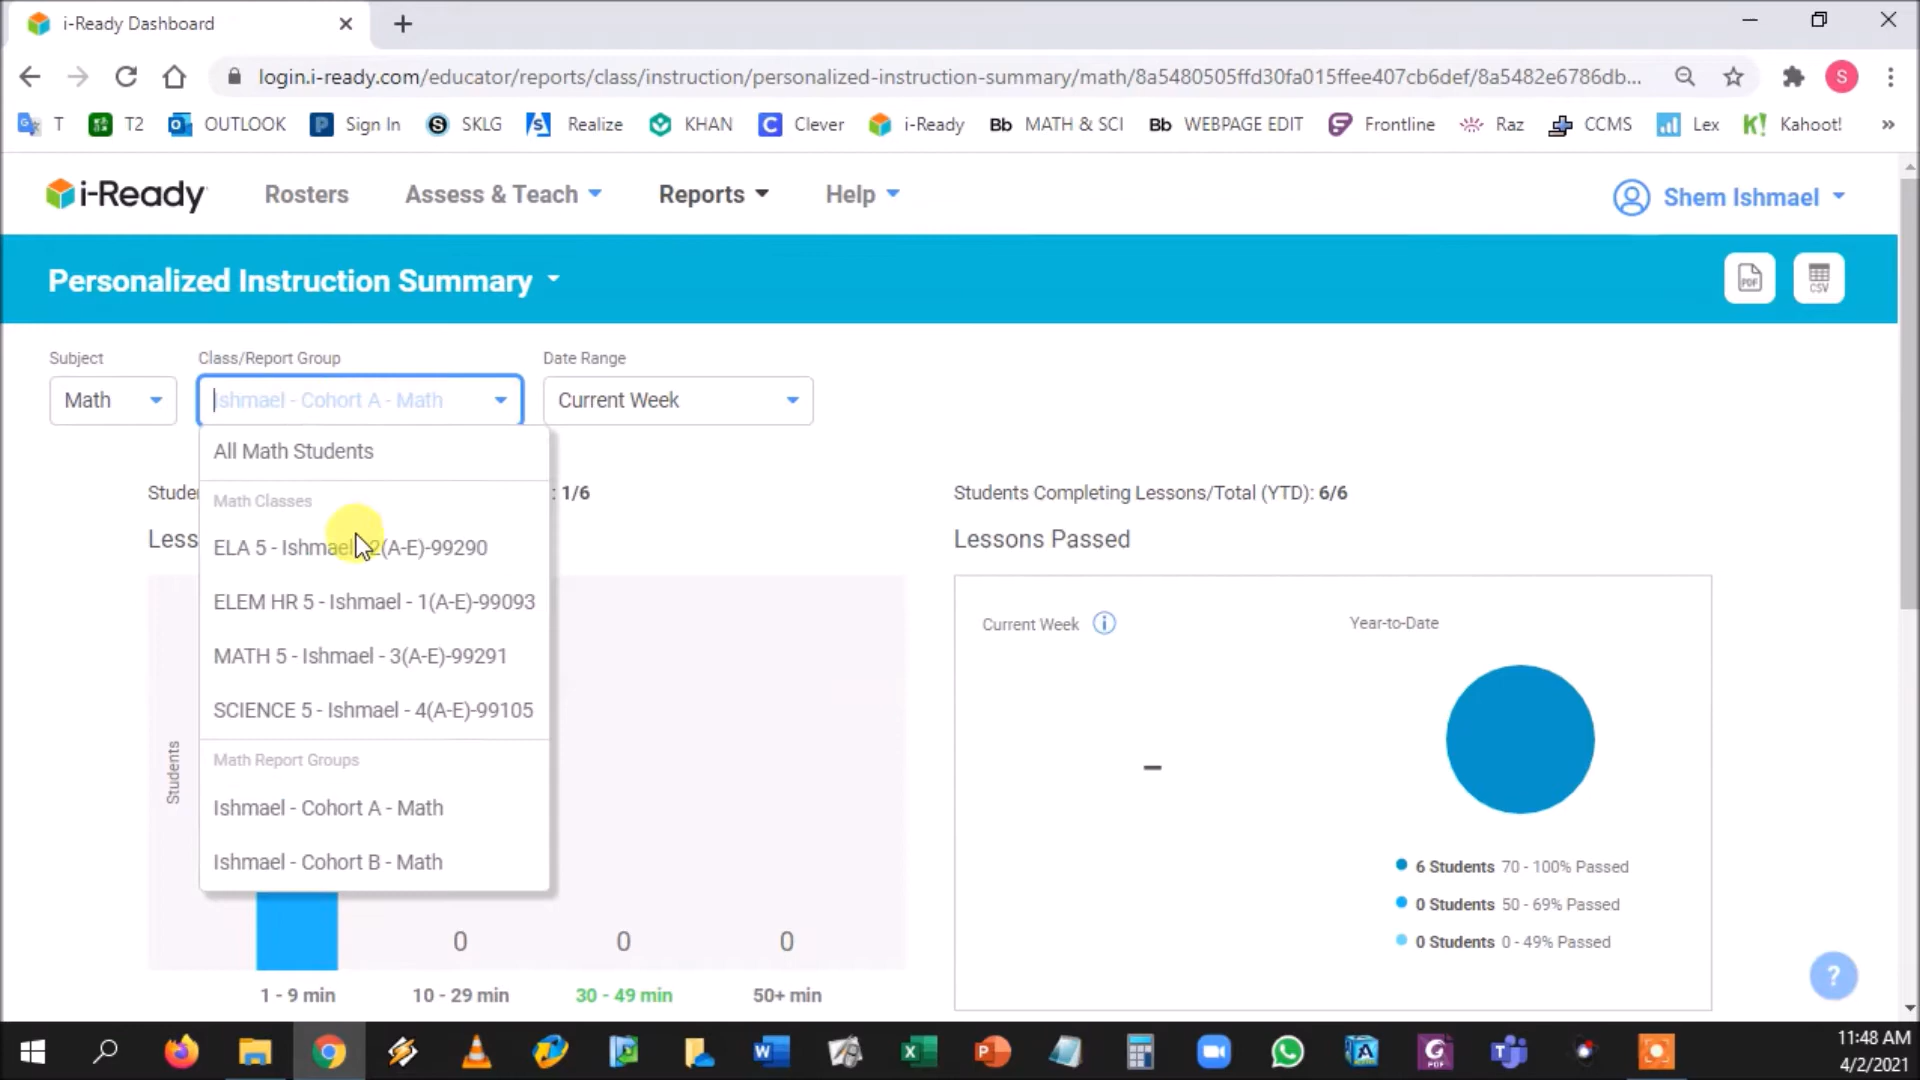 i-Ready Dashboard
login.i-ready.com/educator/reports/class/instruction/personalized-instruction-summary/math/8a5480505ffd30fa015ffee407cb6def/8a5482e6786db...
S
T T2 OUTLOOK Sign In SKLG Realize KHAN Clever i-Ready Bb MATH & SCI Bb WEBPAGE EDIT Frontline Raz CCMS Lex K! Kahoot! »
i-Ready Rosters Assess & Teach Reports Help Shem Ishmael
Personalized Instruction Summary PDF CSV
Subject Class/Report Group Date Range
Math Ishmael - Cohort A - Math Current Week
All Math Students
Math Classes
ELA 5 - Ishmael 2(A-E)-99290
ELEM HR 5 - Ishmael - 1(A-E)-99093
MATH 5 - Ishmael - 3(A-E)-99291
SCIENCE 5 - Ishmael - 4(A-E)-99105
Math Report Groups
Ishmael - Cohort A - Math
Ishmael - Cohort B - Math
: 1/6
Students
0 0 0
1 - 9 min 10 - 29 min 30 - 49 min 50+ min
Students Completing Lessons/Total (YTD): 6/6
Lessons Passed
Current Week Year-to-Date
–
6 Students 70 - 100% Passed
0 Students 50 - 69% Passed
0 Students 0 - 49% Passed
?
11:48 AM
4/2/2021